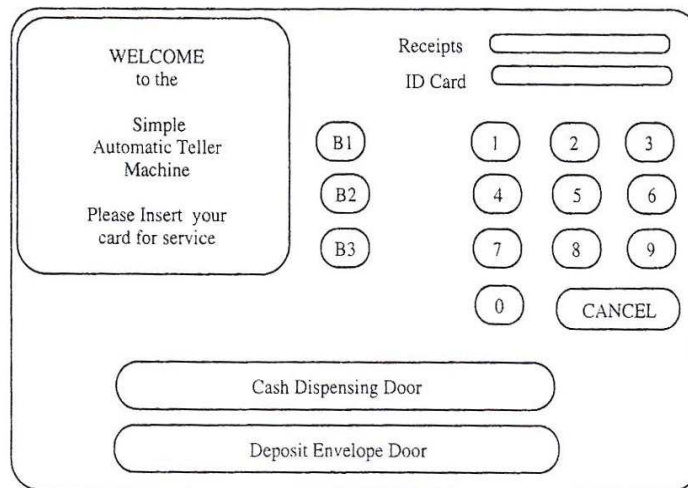 WELCOME
to the
Simple
Automatic Teller
Machine
Please Insert your
card for service
Receipts
ID Card
B1
1
2
3
B2
4
5
6
B3
7
8
9
0
CANCEL
Cash Dispensing Door
Deposit Envelope Door